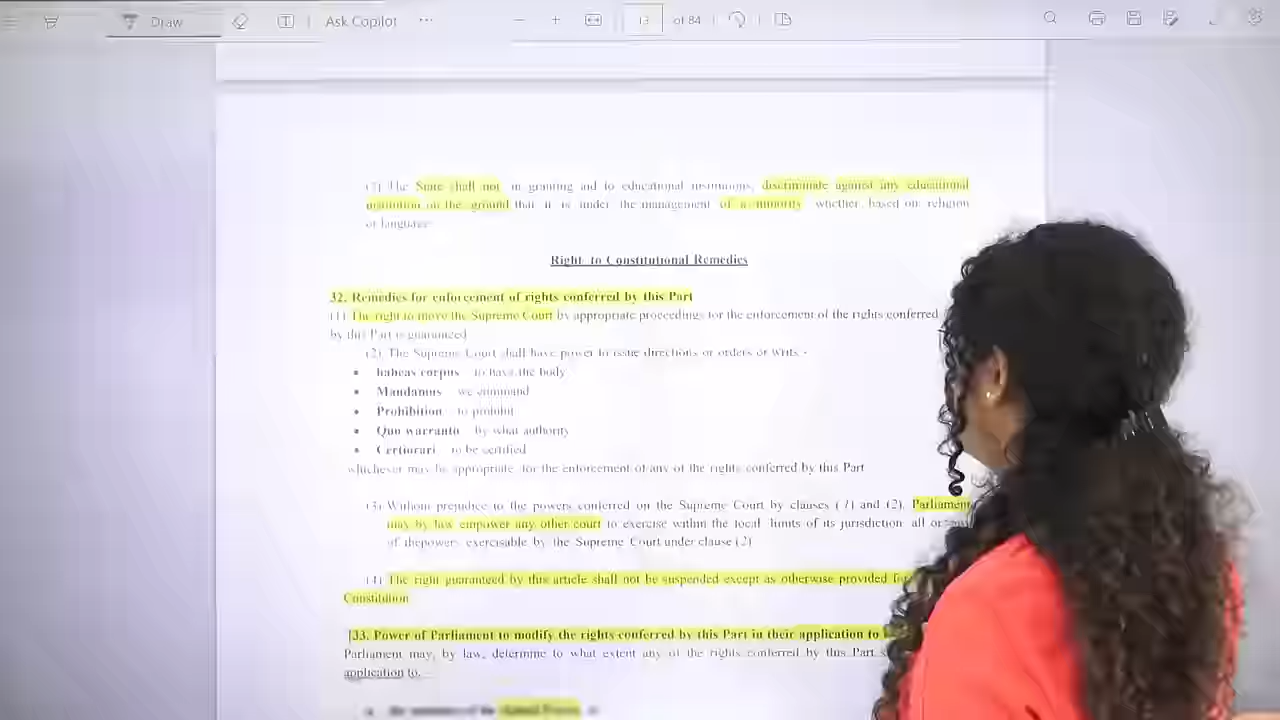 Draw
Ask Copilot
13 of 84
(2) The State shall not in granting aid to educational institutions, discriminate against any educational
institution on the ground that it is under the management of a minority whether based on religion
or language
Right to Constitutional Remedies
32. Remedies for enforcement of rights conferred by this Part
(1) The right to move the Supreme Court by appropriate proceedings for the enforcement of the rights conferred
by this Part is guaranteed
(2) The Supreme Court shall have power to issue directions or orders or writs -
• habeas corpus to have the body
• Mandamus we command
• Prohibition to prohibit
• Quo warranto by what authority
• Certiorari to be certified
whichever may be appropriate for the enforcement of any of the rights conferred by this Part
(3) Without prejudice to the powers conferred on the Supreme Court by clauses (1) and (2), Parliament
may by law empower any other court to exercise within the local limits of its jurisdiction all or any
of thepowers exercisable by the Supreme Court under clause (2)
(4) The right guaranteed by this article shall not be suspended except as otherwise provided for
Constitution
[33. Power of Parliament to modify the rights conferred by this Part in their application to
Parliament may, by law, determine to what extent any of the rights conferred by this Part
application to,